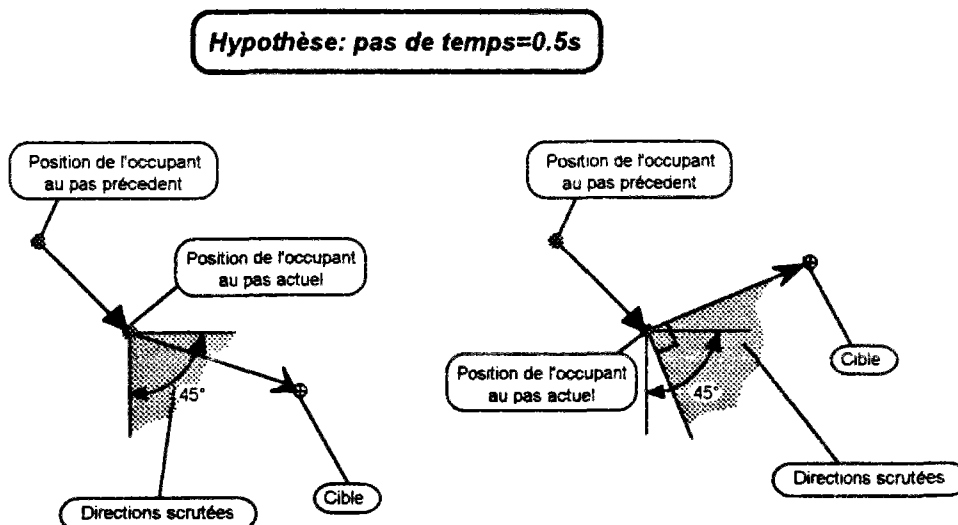 Hypothèse: pas de temps=0.5s
Position de l'occupant
au pas précedent
Position de l'occupant
au pas actuel
45°
Directions scrutées
Cible
Position de l'occupant
au pas précedent
Position de l'occupant
au pas actuel
45°
Cible
Directions scrutées